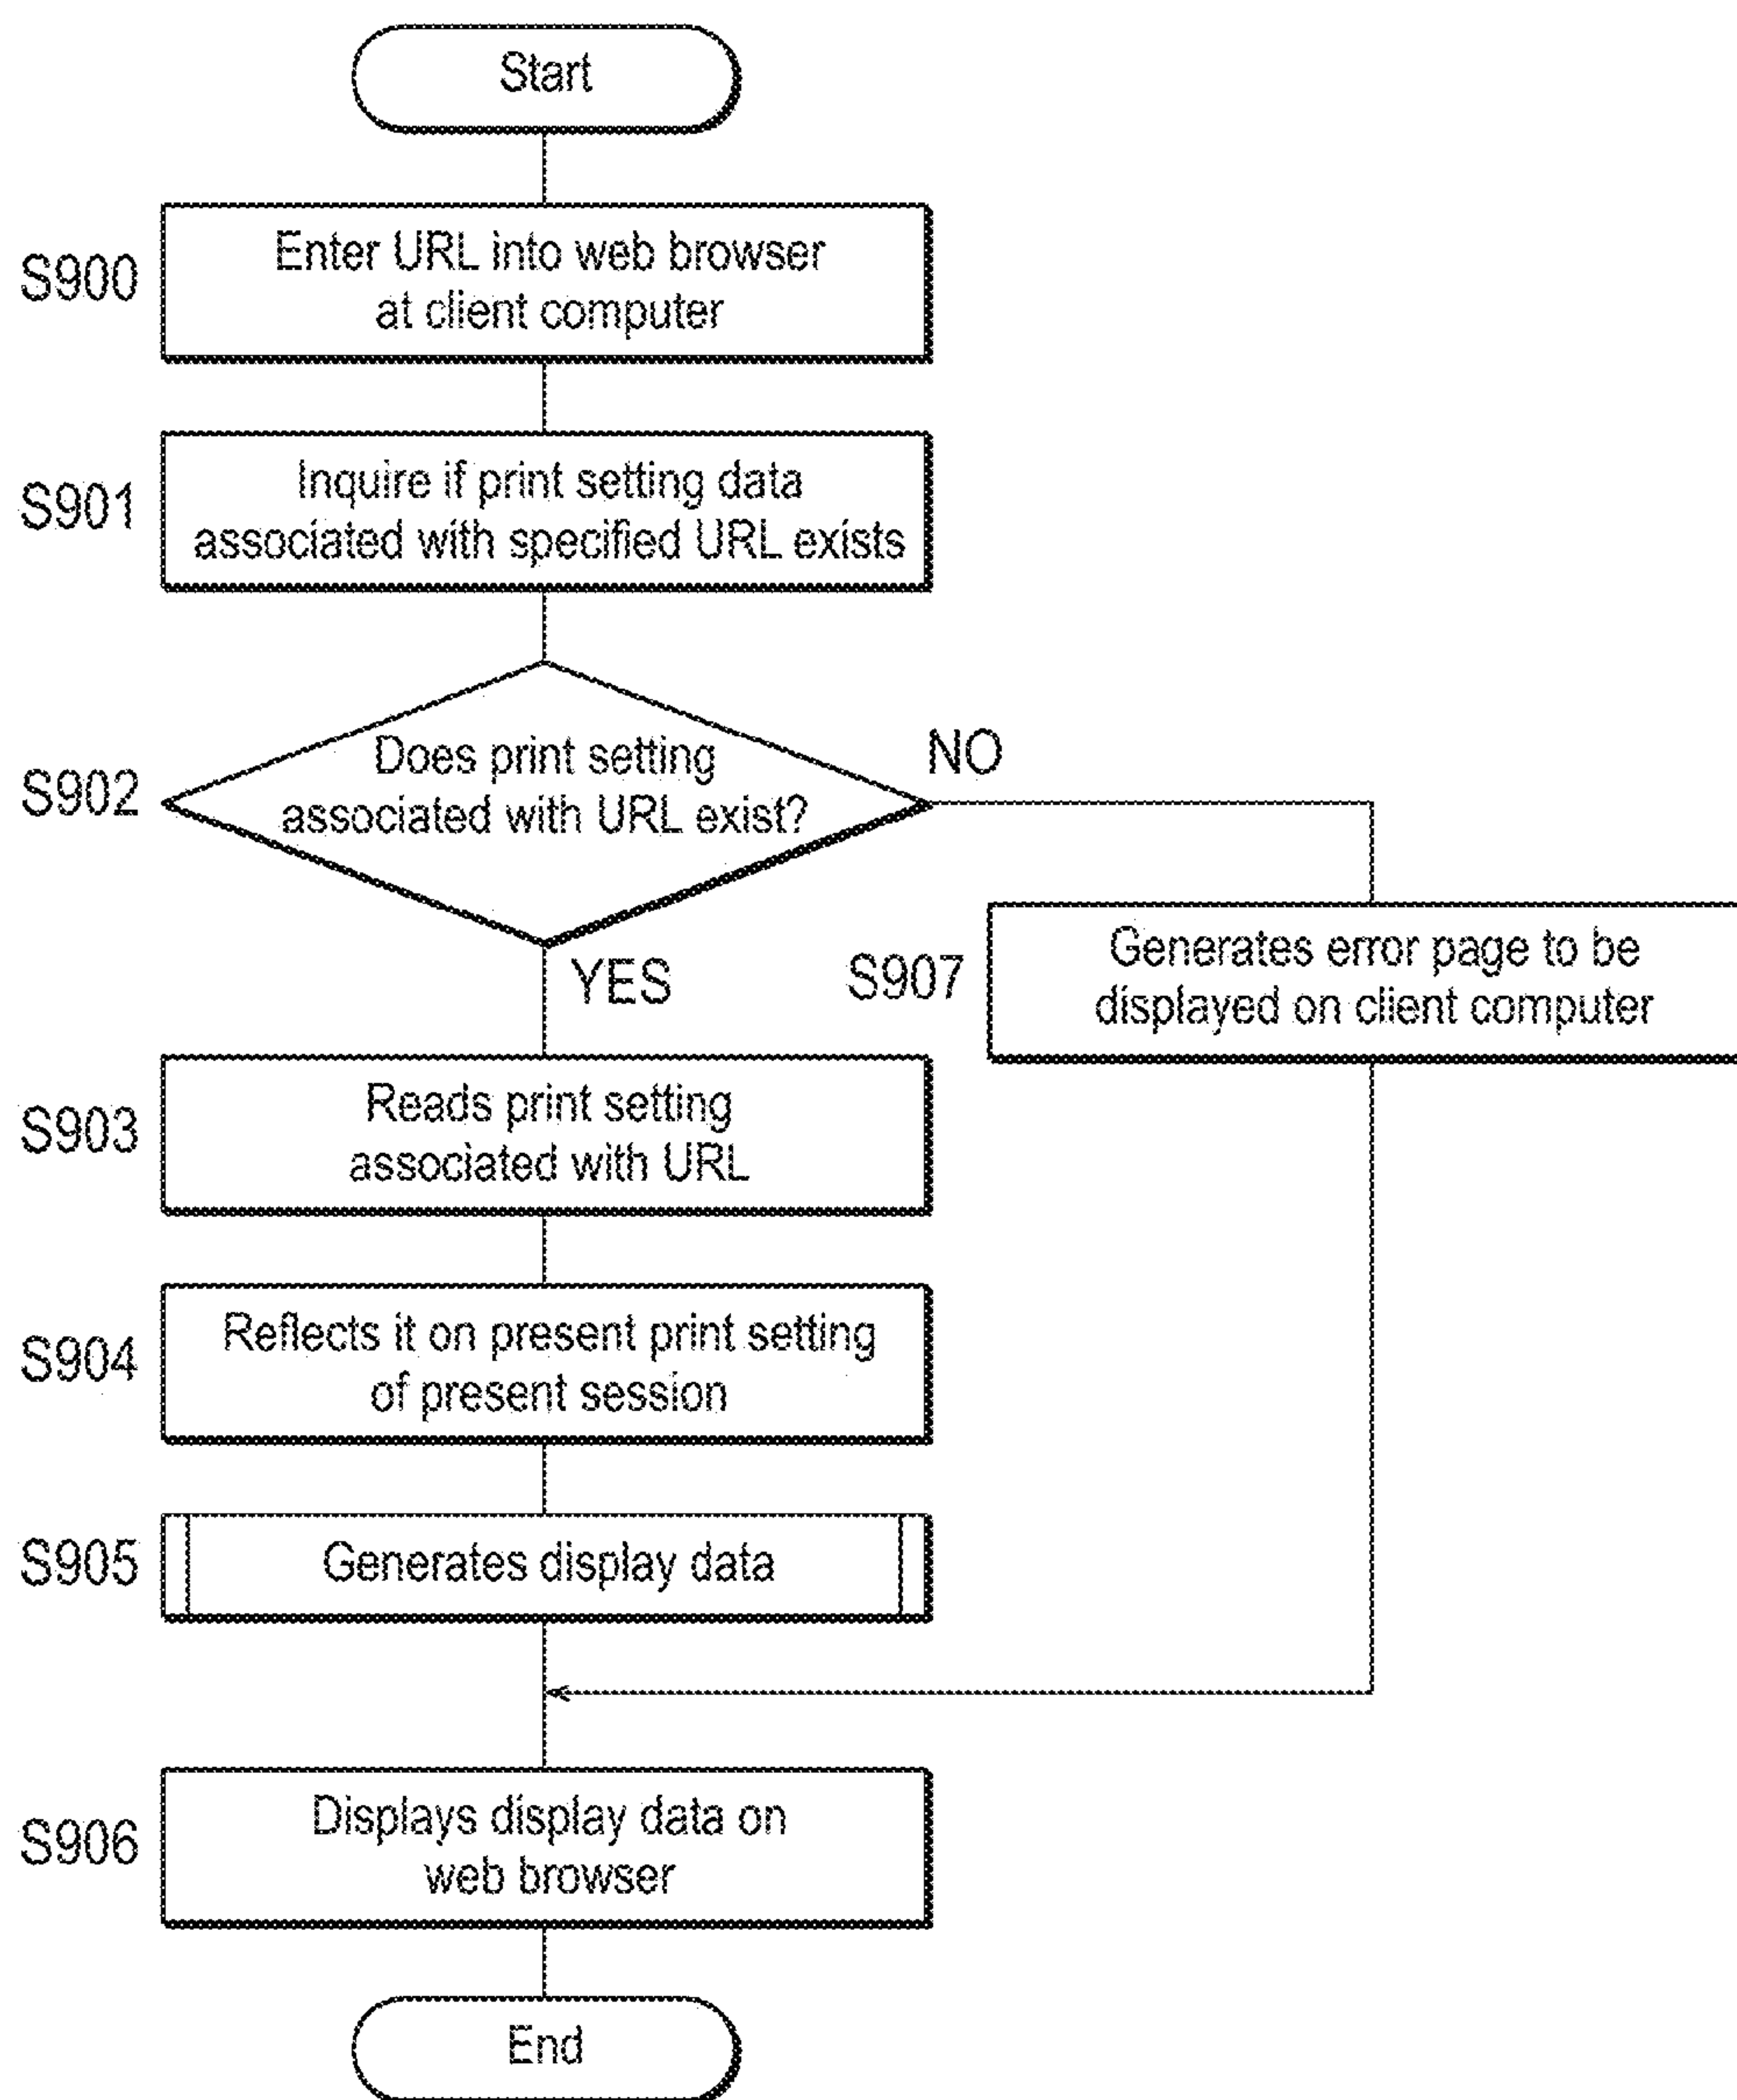 Start
S900
Enter URL into web browser
at client computer
S901
Inquire if print setting data
associated with specified URL exists
S902
Does print setting
associated with URL exist?
NO
YES
S907
Generates error page to be
displayed on client computer
S903
Reads print setting
associated with URL
S904
Reflects it on present print setting
of present session
S905
Generates display data
S906
Displays display data on
web browser
End